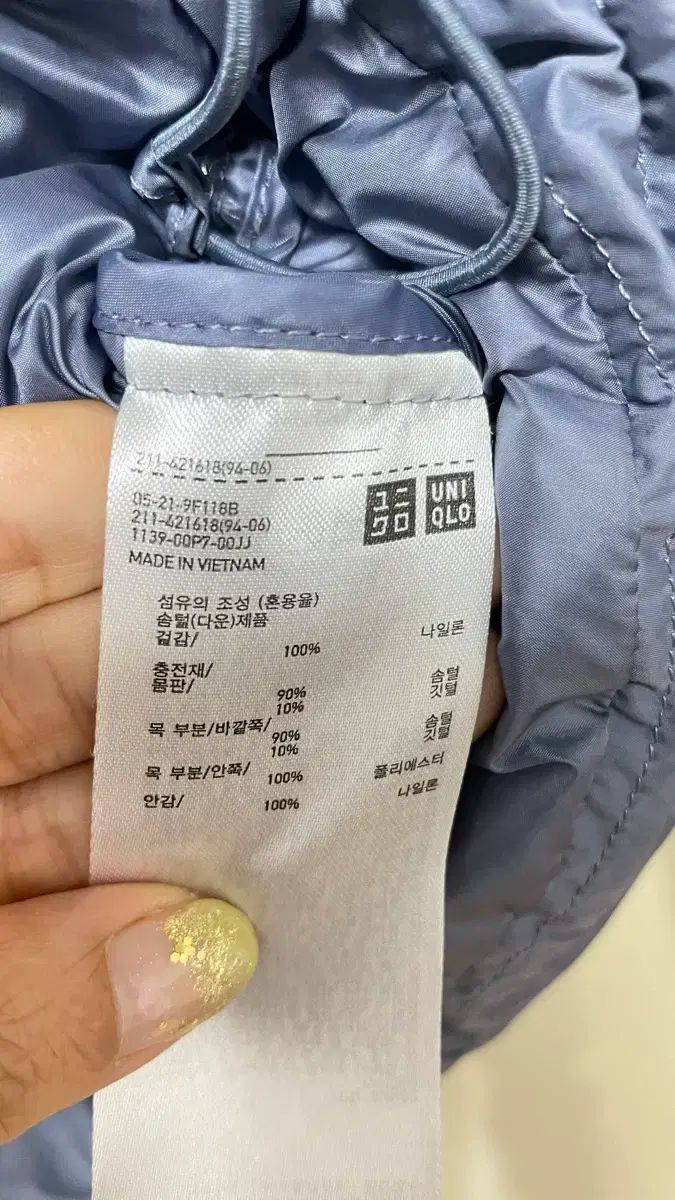 211-421618(94-06)
05-21-9F118B
211-421618(94-06)
1139-00P7-00JJ
MADE IN VIETNAM
ユニ
クロ
UNI
QLO
섬유의 조성 (혼용율)
솜털(다운)제품
겉감/ 100% 나일론
충전재/
몸판/ 90% 솜털
10% 깃털
목 부분/바깥쪽/ 90% 솜털
10% 깃털
목 부분/안쪽/ 100% 폴리에스터
안감/ 100% 나일론